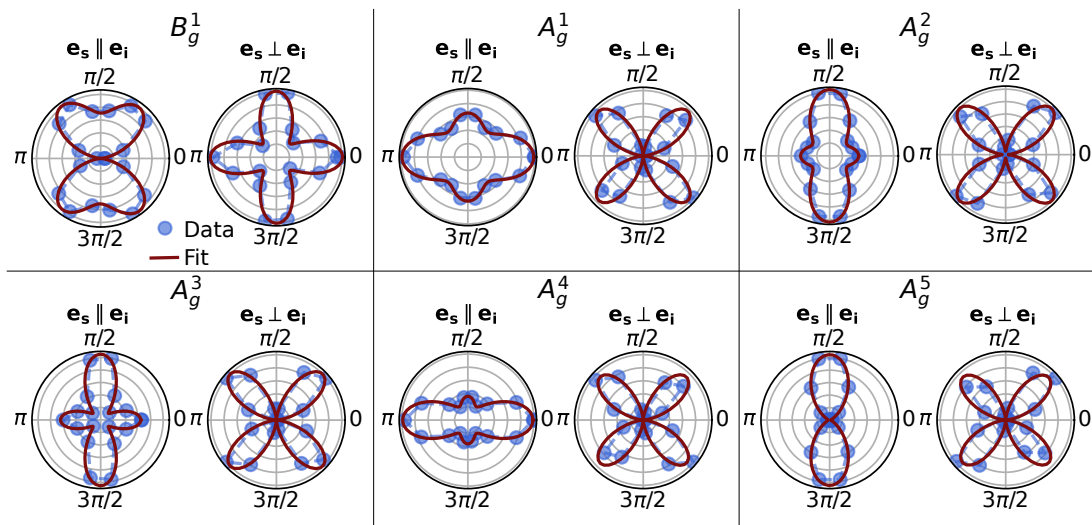 B_g^1
e_s ∥ e_i
e_s ⊥ e_i
π/2
π/2
π
0
π
0
3π/2
3π/2
Data
Fit
A_g^1
e_s ∥ e_i
e_s ⊥ e_i
π/2
π/2
π
0
π
0
3π/2
3π/2
A_g^2
e_s ∥ e_i
e_s ⊥ e_i
π/2
π/2
π
0
π
0
3π/2
3π/2
A_g^3
e_s ∥ e_i
e_s ⊥ e_i
π/2
π/2
π
0
π
0
3π/2
3π/2
A_g^4
e_s ∥ e_i
e_s ⊥ e_i
π/2
π/2
π
0
π
0
3π/2
3π/2
A_g^5
e_s ∥ e_i
e_s ⊥ e_i
π/2
π/2
π
0
π
0
3π/2
3π/2